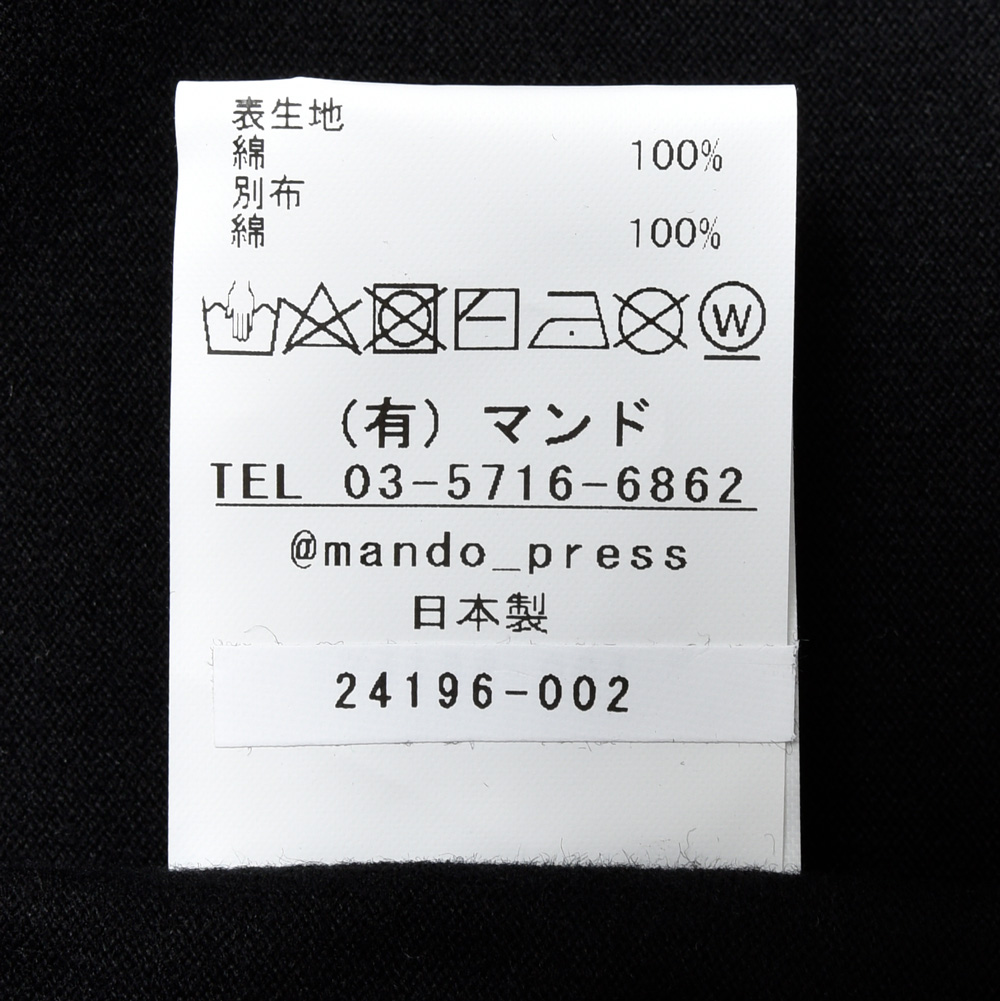 表生地
綿 100%
別布
綿 100%
W
(有) マンド
TEL 03-5716-6862
@mando_press
日本製
24196-002